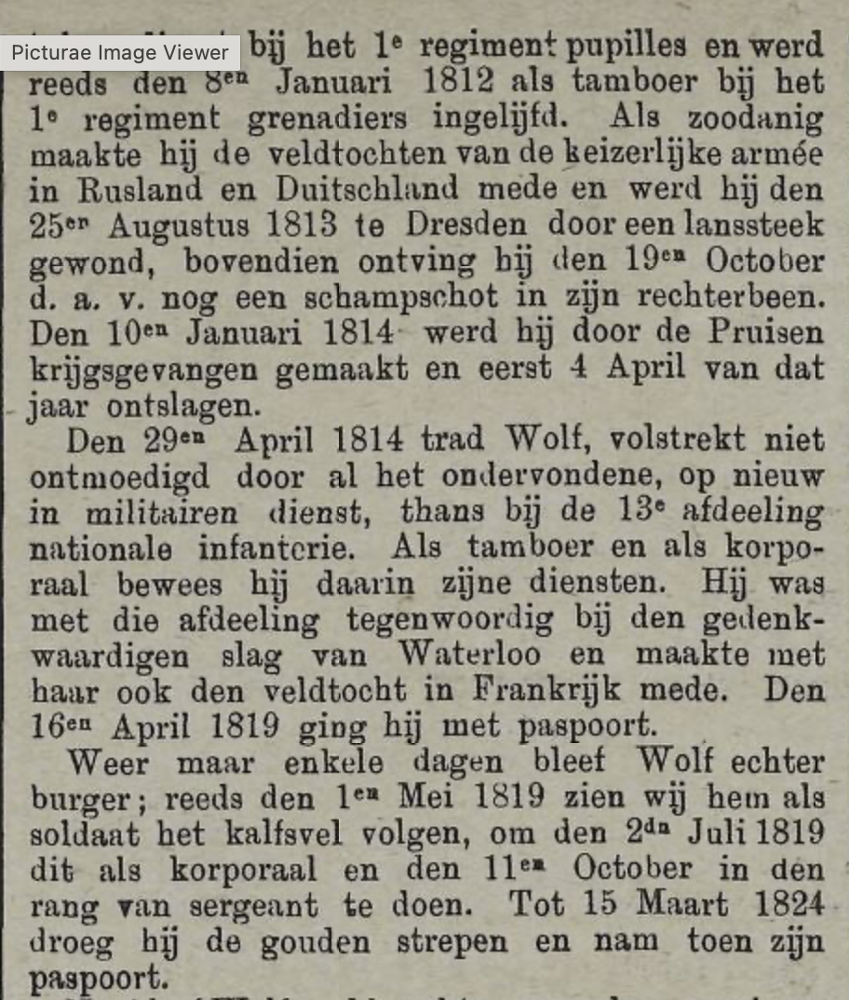 bij het 1e regiment pupilles en werd
Picturae Image Viewer
reeds den 8en Januari 1812 als tamboer bij het
1e regiment grenadiers ingelijfd. Als zoodanig
maakte hij de veldtochten van de keizerlijke armée
in Rusland en Duitschland mede en werd hij den
25en Augustus 1813 te Dresden door een lanssteek
gewond, bovendien ontving hij den 19en October
d. a. v. nog een schampschot in zijn rechterbeen.
Den 10en Januari 1814 werd hij door de Pruisen
krijgsgevangen gemaakt en eerst 4 April van dat
jaar ontslagen.
Den 29en April 1814 trad Wolf, volstrekt niet
ontmoedigd door al het ondervondene, op nieuw
in militairen dienst, thans bij de 13e afdeeling
nationale infanterie. Als tamboer en als korpo-
raal bewees hij daarin zijne diensten. Hij was
met die afdeeling tegenwoordig bij den gedenk-
waardigen slag van Waterloo en maakte met
haar ook den veldtocht in Frankrijk mede. Den
16en April 1819 ging hij met paspoort.
Weer maar enkele dagen bleef Wolf echter
burger; reeds den 1en Mei 1819 zien wij hem als
soldaat het kalfsvel volgen, om den 2dn Juli 1819
dit als korporaal en den 11en October in den
rang van sergeant te doen. Tot 15 Maart 1824
droeg hij de gouden strepen en nam toen zijn
paspoort.